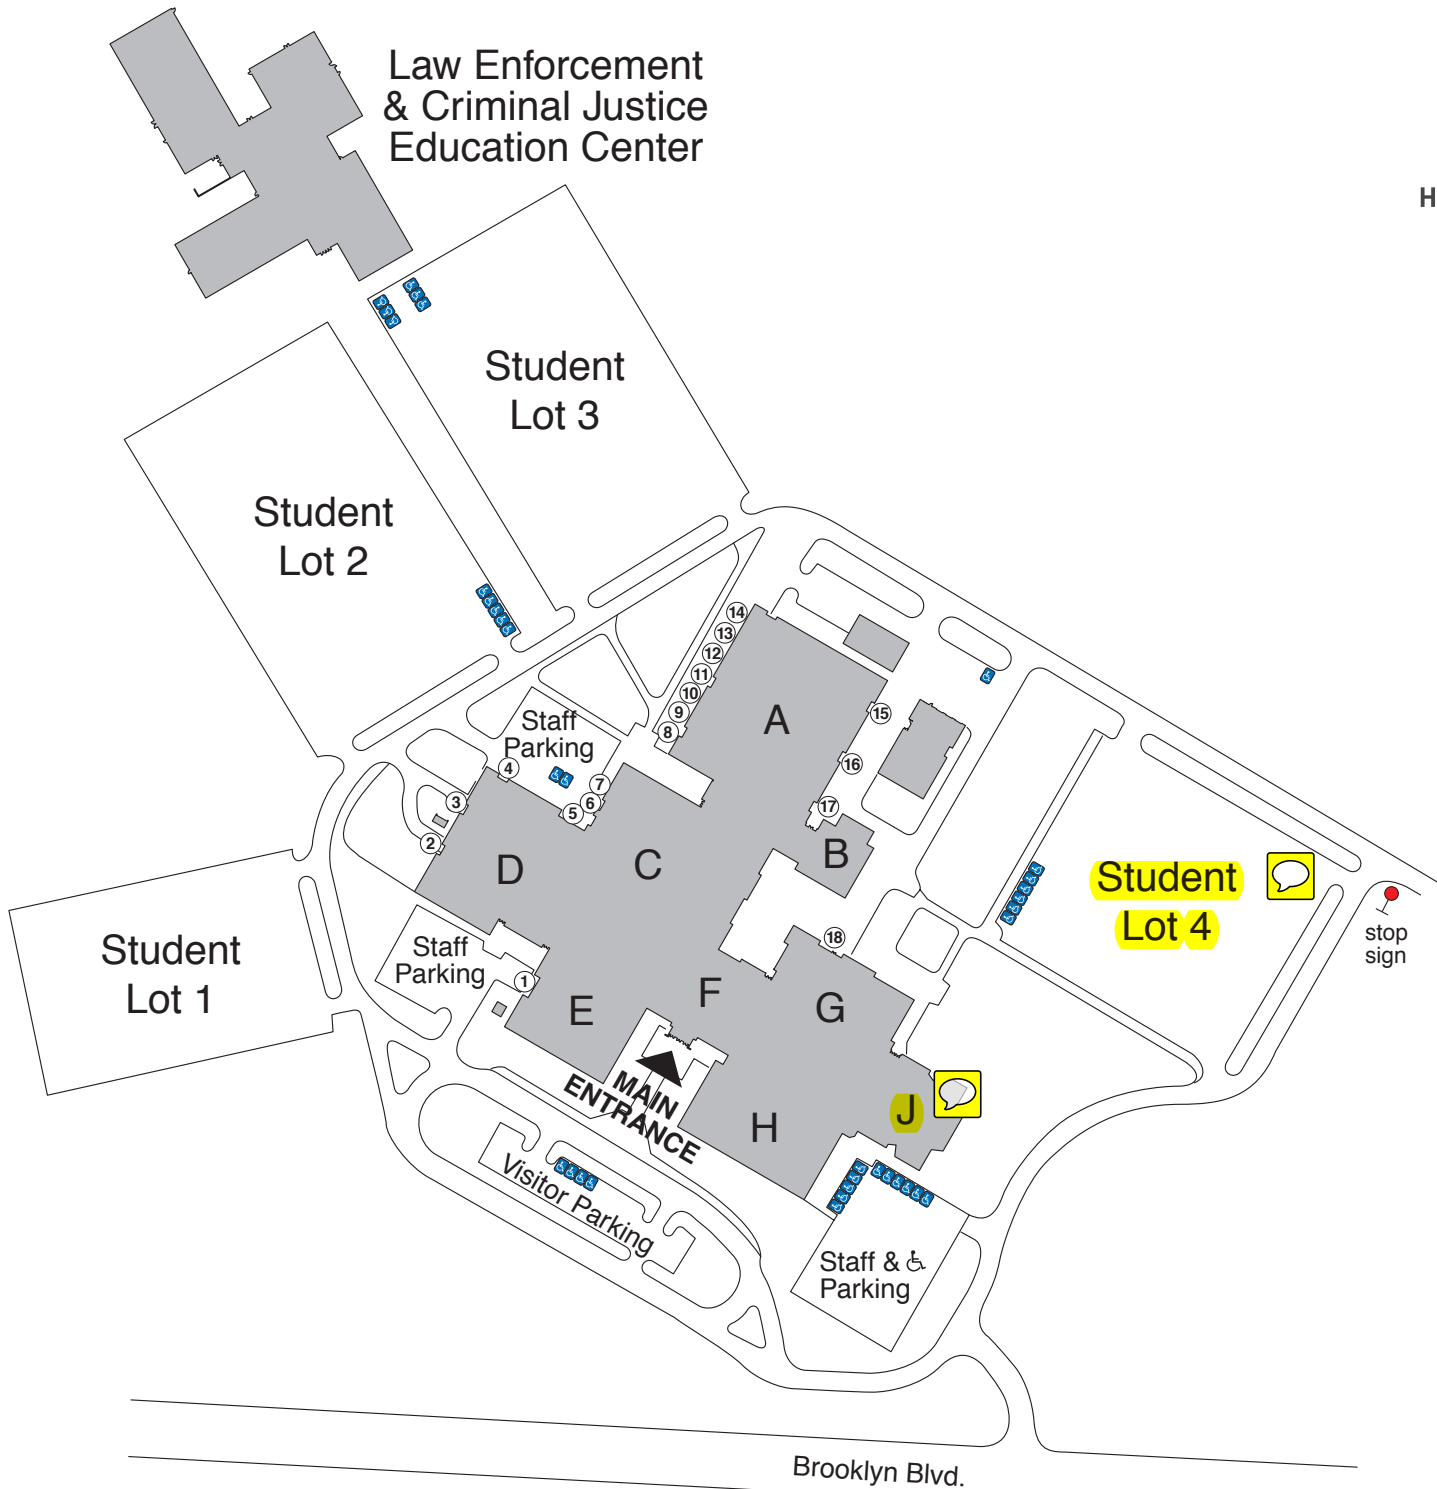 Law Enforcement
& Criminal Justice
Education Center
H
Student
Lot 3
Student
Lot 2
14
13
12
11
10
9
8
A
15
16
17
Staff
Parking
4
7
6
5
3
2
B
C
D
Student
Lot 4
stop
sign
Student
Lot 1
Staff
Parking
1
18
E
F
G
MAIN
ENTRANCE
H
J
Visitor Parking
Staff &
Parking
Brooklyn Blvd.